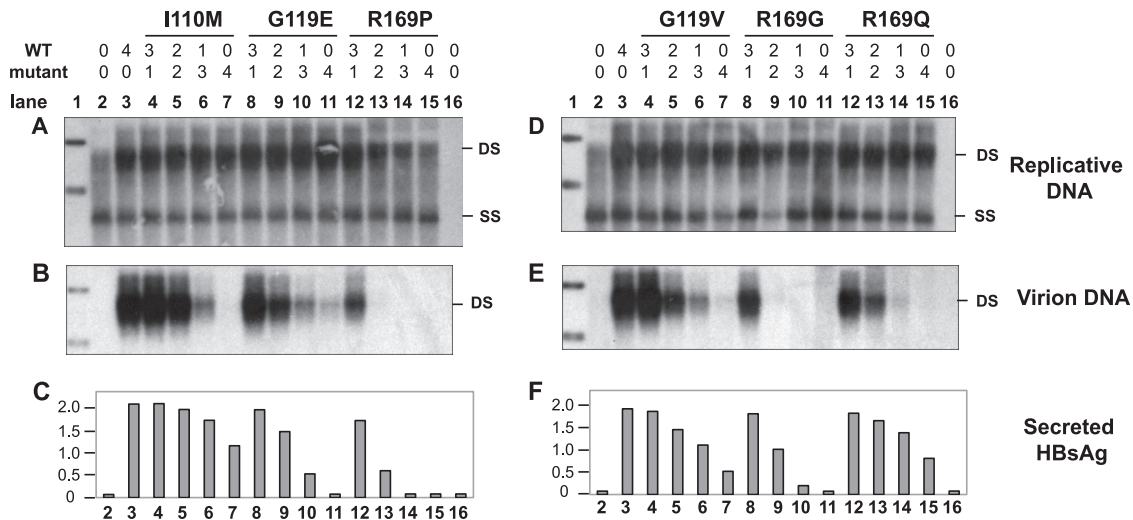 I110M G119E R169P G119V R169G R169Q
WT 0 4 3 2 1 0 3 2 1 0 3 2 1 0 0 0 4 3 2 1 0 3 2 1 0 3 2 1 0 0
mutant 0 0 1 2 3 4 1 2 3 4 1 2 3 4 0 0 0 1 2 3 4 1 2 3 4 1 2 3 4 0
lane 1 2 3 4 5 6 7 8 9 10 11 12 13 14 15 16 1 2 3 4 5 6 7 8 9 10 11 12 13 14 15 16
A D
DS DS Replicative
DNA
SS SS
B E
DS DS Virion DNA
C F
2.0 2.0
1.5 1.5 Secreted
1.0 1.0 HBsAg
0.5 0.5
0 0
2 3 4 5 6 7 8 9 10 11 12 13 14 15 16 2 3 4 5 6 7 8 9 10 11 12 13 14 15 16